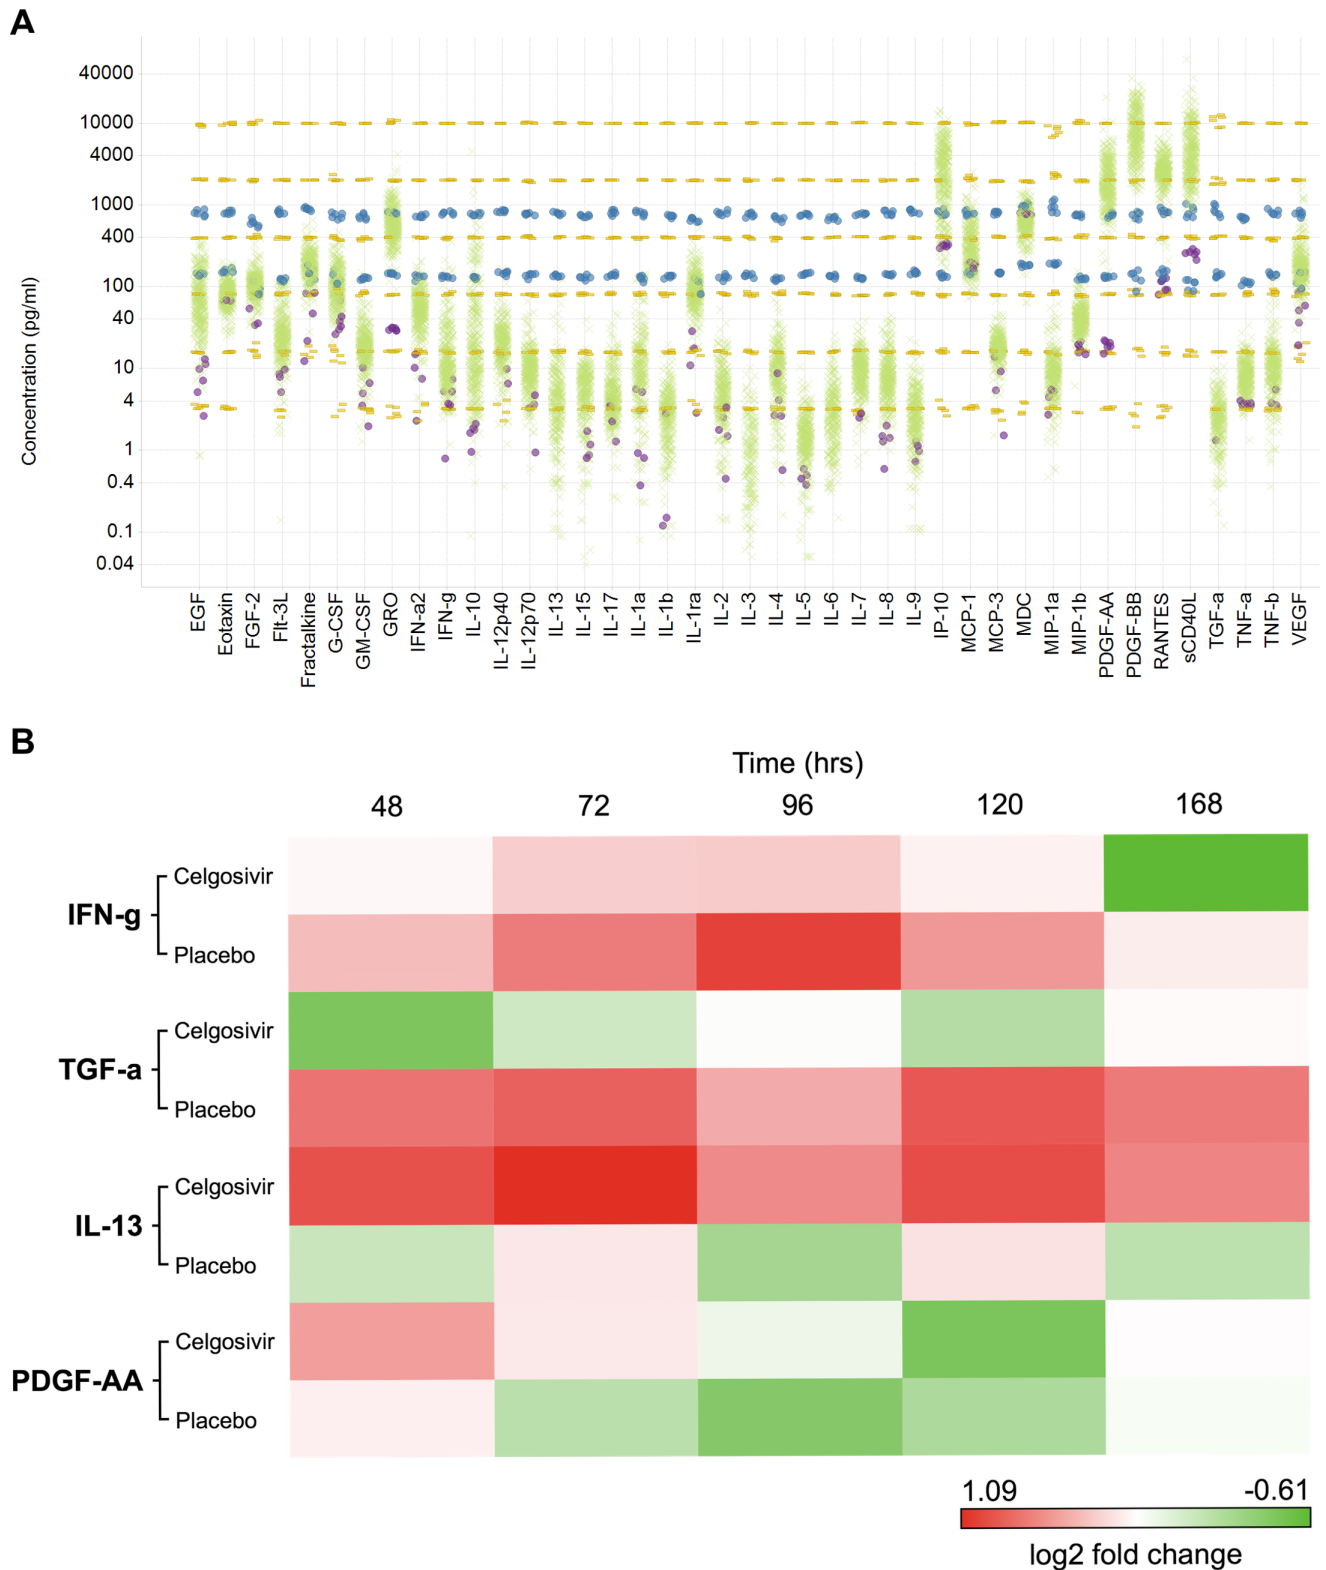 A
Concentration (pg/ml)
40000
10000
4000
1000
400
100
40
10
4
1
0.4
0.1
0.04
EGF
Eotaxin
FGF-2
Flt-3L
Fractalkine
G-CSF
GM-CSF
GRO
IFN-a2
IFN-g
IL-10
IL-12p40
IL-12p70
IL-13
IL-15
IL-17
IL-1a
IL-1b
IL-1ra
IL-2
IL-3
IL-4
IL-5
IL-6
IL-7
IL-8
IL-9
IP-10
MCP-1
MCP-3
MDC
MIP-1a
MIP-1b
PDGF-AA
PDGF-BB
RANTES
sCD40L
TGF-a
TNF-a
TNF-b
VEGF
B
Time (hrs)
48 72 96 120 168
IFN-g
Celgosivir
Placebo
TGF-a
Celgosivir
Placebo
IL-13
Celgosivir
Placebo
PDGF-AA
Celgosivir
Placebo
1.09 -0.61
log2 fold change